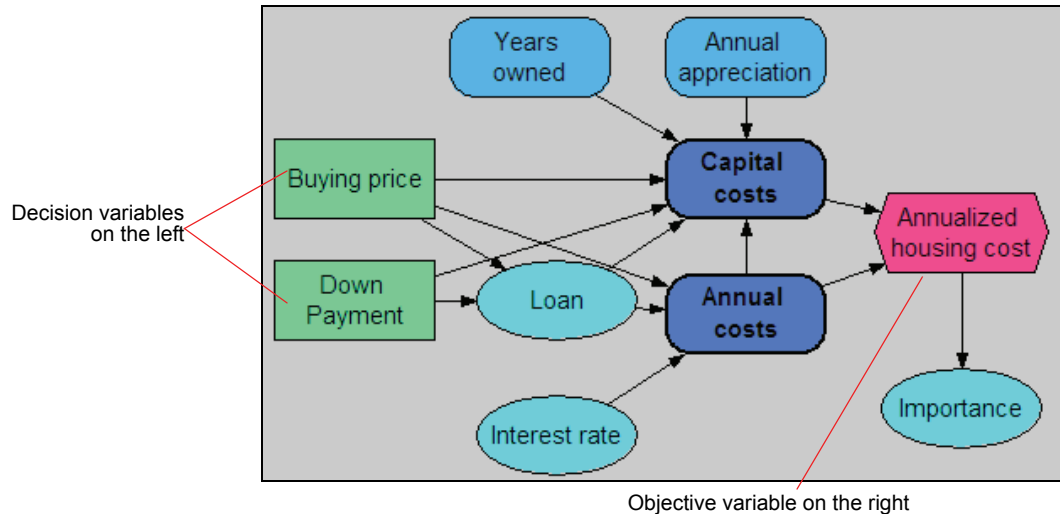 Years
owned
Annual
appreciation
Buying price
Capital
costs
Decision variables
on the left
Annualized
housing cost
Down
Payment
Loan
Annual
costs
Interest rate
Importance
Objective variable on the right